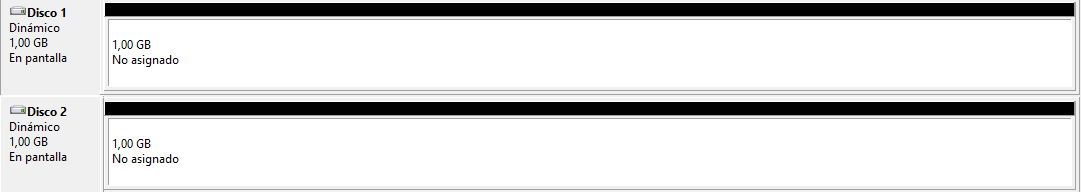 Disco 1
Dinámico
1,00 GB
En pantalla
1,00 GB
No asignado
Disco 2
Dinámico
1,00 GB
En pantalla
1,00 GB
No asignado